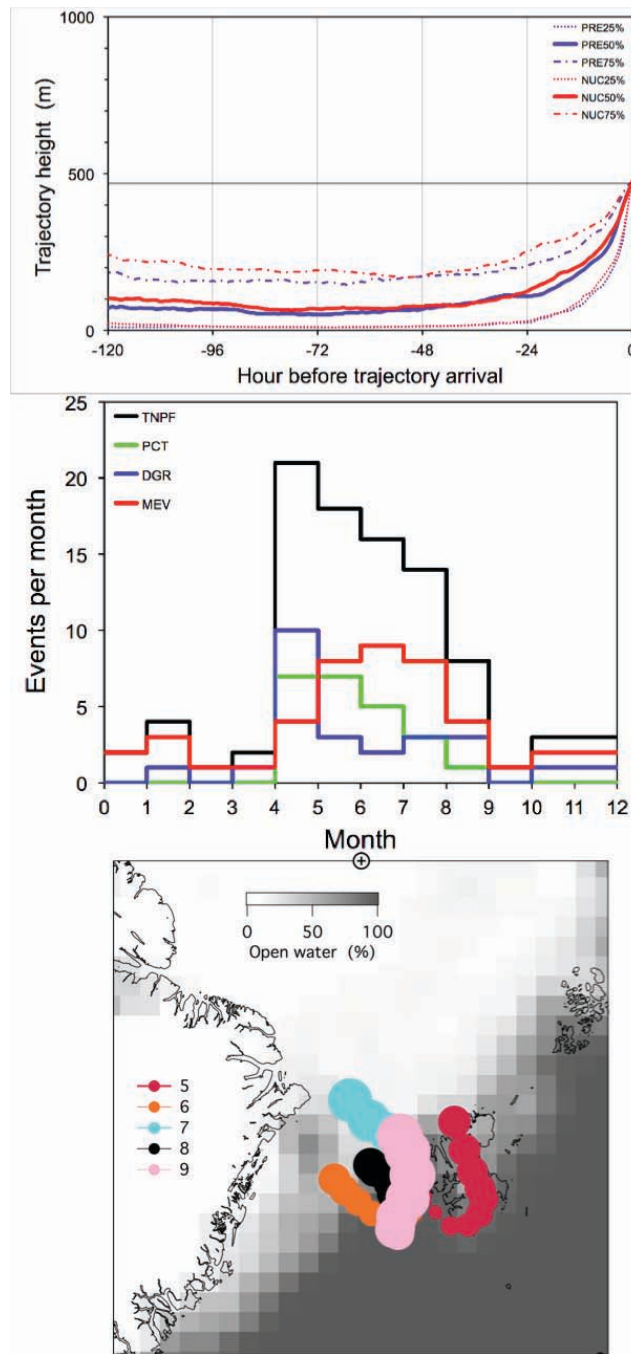 1000
500
0
Trajectory height (m)
PRE25%
PRE50%
PRE75%
NUC25%
NUC50%
NUC75%
-120 -96 -72 -48 -24 0
Hour before trajectory arrival
25
20
15
10
5
0
Events per month
TNPF
PCT
DGR
MEV
0 1 2 3 4 5 6 7 8 9 10 11 12
Month
0 50 100
Open water (%)
5
6
7
8
9